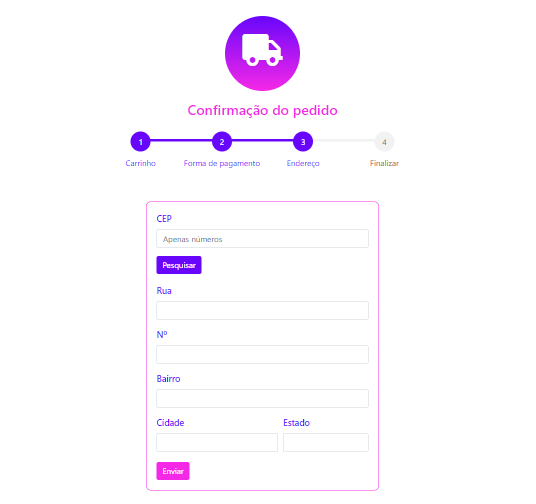 Confirmação do pedido
1 2 3 4
Carrinho Forma de pagamento Endereço Finalizar
CEP
Apenas números
Pesquisar
Rua
Nº
Bairro
Cidade Estado
Enviar